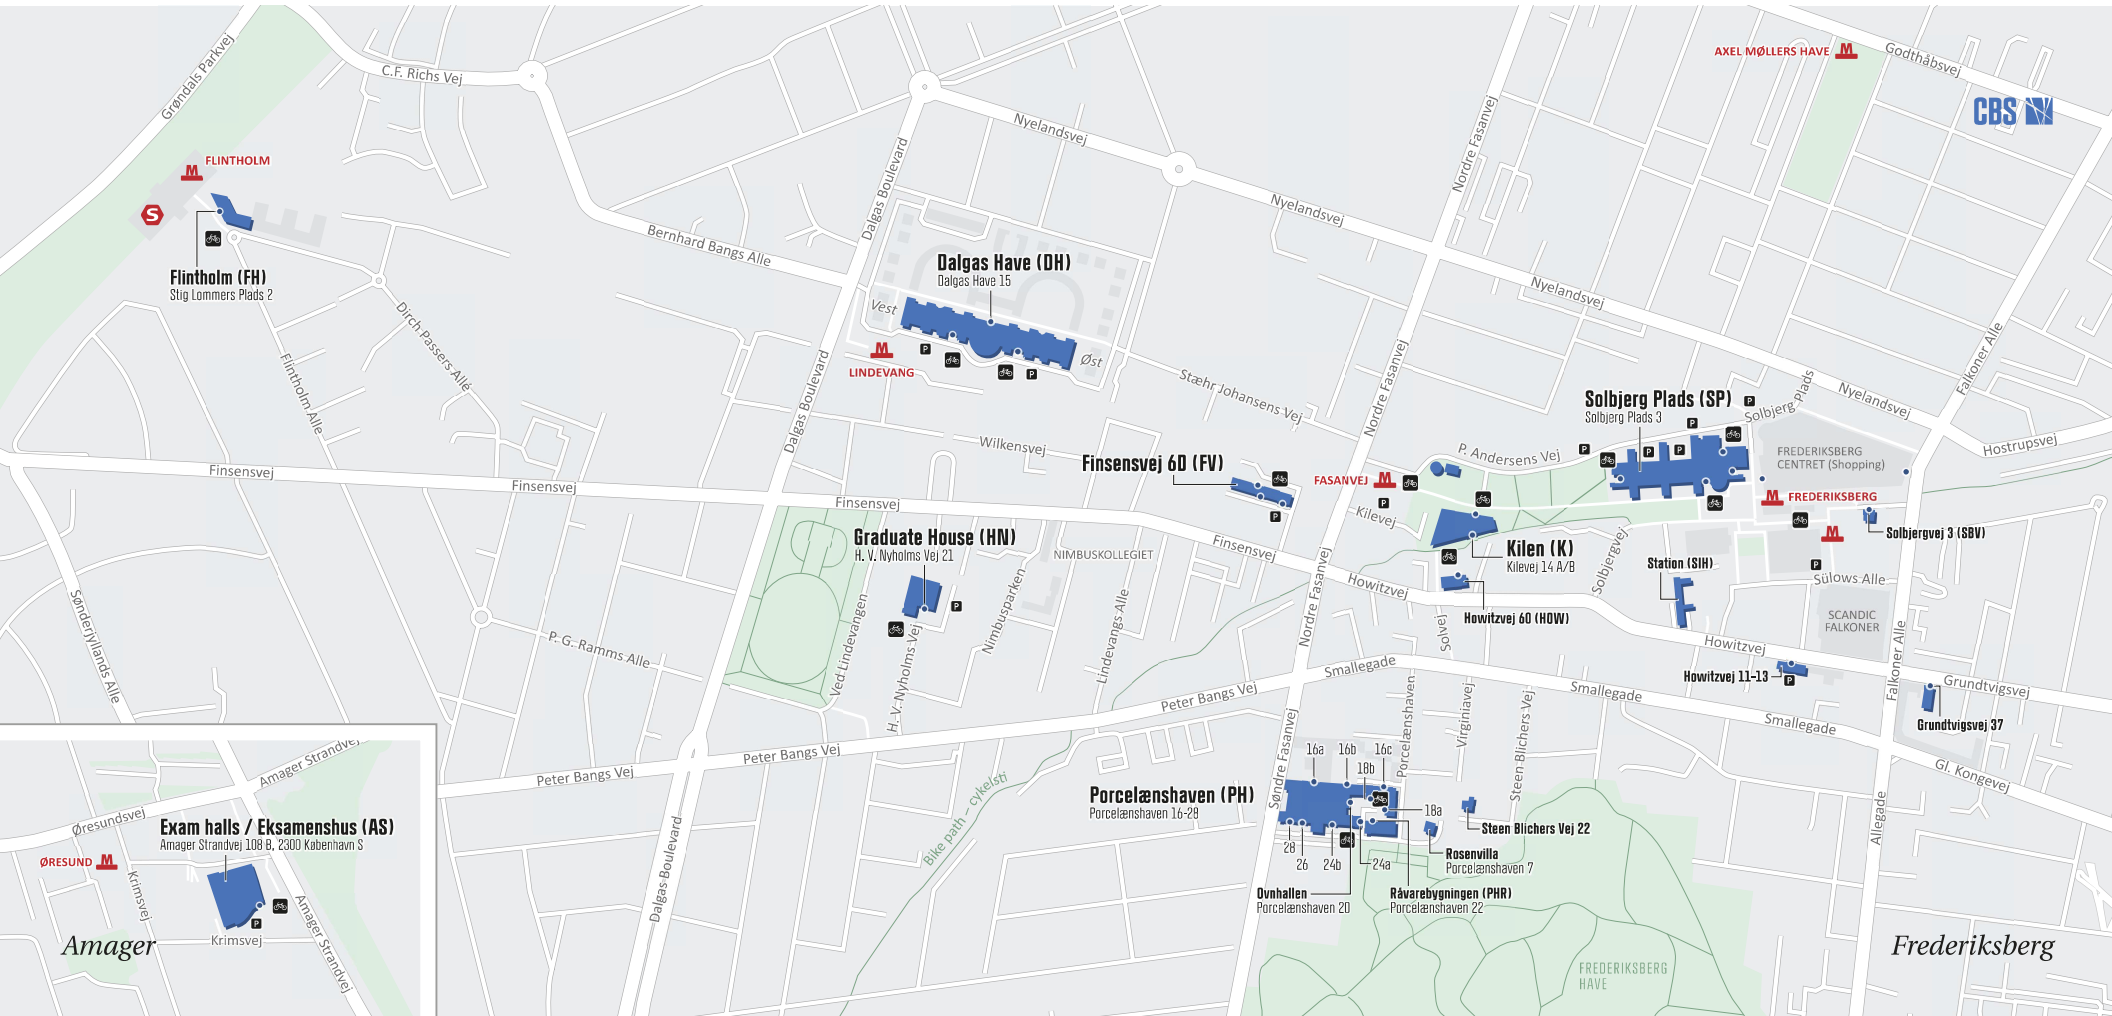 Grøndals Parkvej
C.F. Richs Vej
Nyelandsvej
Nordre Fasanvej
AXEL MØLLERS HAVE
M
Godthåbsvej
CBS
FLINTHOLM
M
S
Flintholm (FH)
Stig Lommers Plads 2
Dalgas Boulevard
Bernhard Bangs Alle
Nyelandsvej
Nyelandsvej
Dalgas Have (DH)
Dalgas Have 15
Vest
Øst
P
P
M
LINDEVANG
Dirch Passers Allé
Flintholm Alle
Dalgas Boulevard
Stæhr Johansens Vej
Nordre Fasanvej
Falkoner Alle
Nyelandsvej
Hostrupsvej
Solbjerg Plads (SP)
Solbjerg Plads 3
Solbjerg Plads
P
P
P
P
P
P. Andersens Vej
FREDERIKSBERG
CENTRET (Shopping)
M
FREDERIKSBERG
M
Wilkensvej
Finsensvej 6D (FV)
P
FASANVEJ
M
P
Kilevej
Finsensvej
Finsensvej
Finsensvej
Finsensvej
Graduate House (HN)
H. V. Nyholms Vej 21
P
NIMBUSKOLLEGIET
Nimbusparken
Lindevangs Alle
Ved Lindevangen
H. V. Nyholms Vej
Kilen (K)
Kilevej 14 A/B
Solbjergvej
Solbjergvej 3 (SBV)
Station (SIH)
P
Sülows Alle
SCANDIC
FALKONER
Howitzvej
Howitzvej 60 (HOW)
Solvej
Nordre Fasanvej
Howitzvej
Howitzvej 11-13
P
Falkoner Alle
Grundtvigsvej
Grundtvigsvej 37
Sønderjyllands Alle
P. G. Ramms Alle
Peter Bangs Vej
Peter Bangs Vej
Peter Bangs Vej
Smallegade
Smallegade
Smallegade
Gl. Kongevej
Allegade
Søndre Fasanvej
Porcelænshaven
Virginiavej
Steen Blichers Vej
Porcelænshaven (PH)
Porcelænshaven 16-28
16a
16b
16c
18b
18a
28
26
24b
24a
Ovnhallen
Porcelænshaven 20
Råvarebygningen (PHR)
Porcelænshaven 22
Rosenvilla
Porcelænshaven 7
Steen Blichers Vej 22
Bike path – cykelsti
Dalgas Boulevard
FREDERIKSBERG
HAVE
Frederiksberg
Amager Strandvej
Øresundsvej
Exam halls / Eksamenshus (AS)
Amager Strandvej 108 B, 2300 København S
ØRESUND
M
Krimsvej
P
Krimsvej
Amager Strandvej
Amager